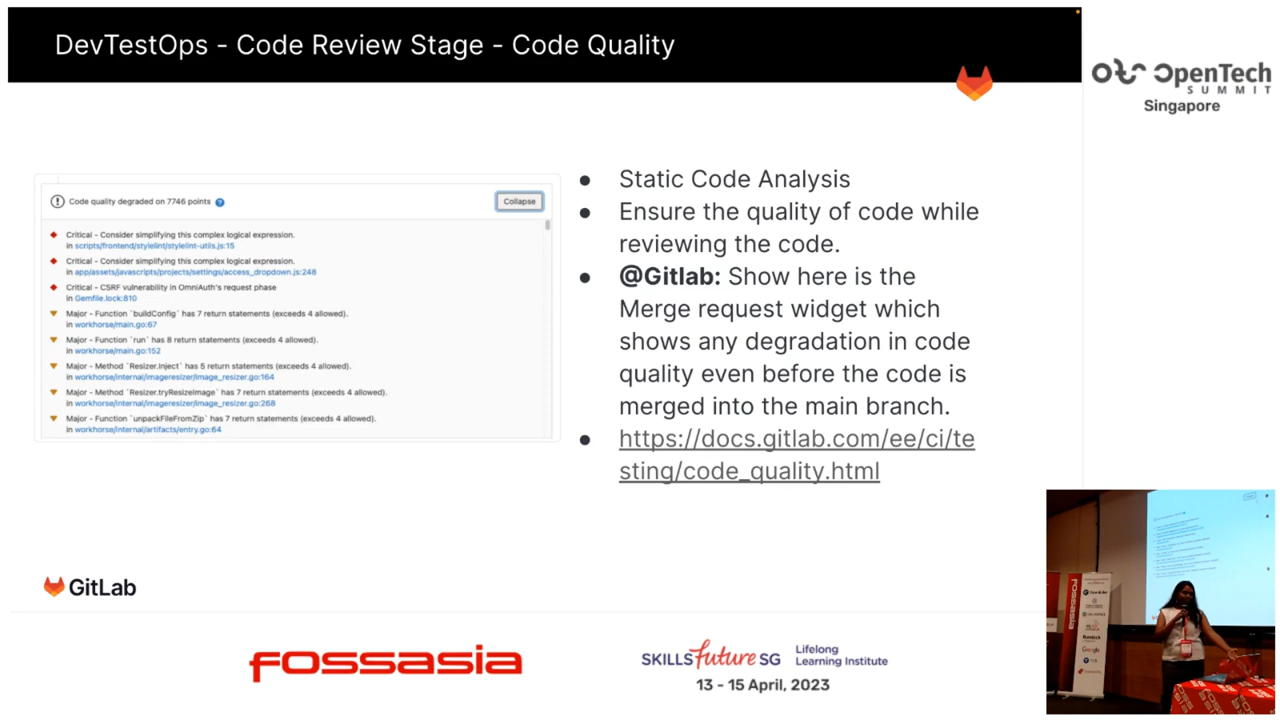 DevTestOps - Code Review Stage - Code Quality
OpenTech
SUMMIT
Singapore
Code quality degraded on 7746 points
Collapse
Critical - Consider simplifying this complex logical expression.
in scripts/frontend/stylelint/stylelint-utils.js:15
Critical - Consider simplifying this complex logical expression.
in app/assets/javascripts/projects/settings/access_dropdown.js:248
Critical - CSRF vulnerability in OmniAuth's request phase
in Gemfile.lock:810
Major - Function `buildConfig` has 7 return statements (exceeds 4 allowed).
in workhorse/main.go:67
Major - Function `run` has 8 return statements (exceeds 4 allowed).
in workhorse/main.go:152
Major - Method `Resizer.Inject` has 5 return statements (exceeds 4 allowed).
in workhorse/internal/imageresizer/image_resizer.go:164
Major - Method `Resizer.tryResizeImage` has 7 return statements (exceeds 4 allowed).
in workhorse/internal/imageresizer/image_resizer.go:268
Major - Function `unpackFileFromZip` has 7 return statements (exceeds 4 allowed).
in workhorse/internal/artifacts/entry.go:64
● Static Code Analysis
● Ensure the quality of code while
reviewing the code.
● @Gitlab: Show here is the
Merge request widget which
shows any degradation in code
quality even before the code is
merged into the main branch.
● https://docs.gitlab.com/ee/ci/te
sting/code_quality.html
GitLab
fossasia
SKILLSfuture SG
Lifelong
Learning Institute
13 - 15 April, 2023
fossasia
Google